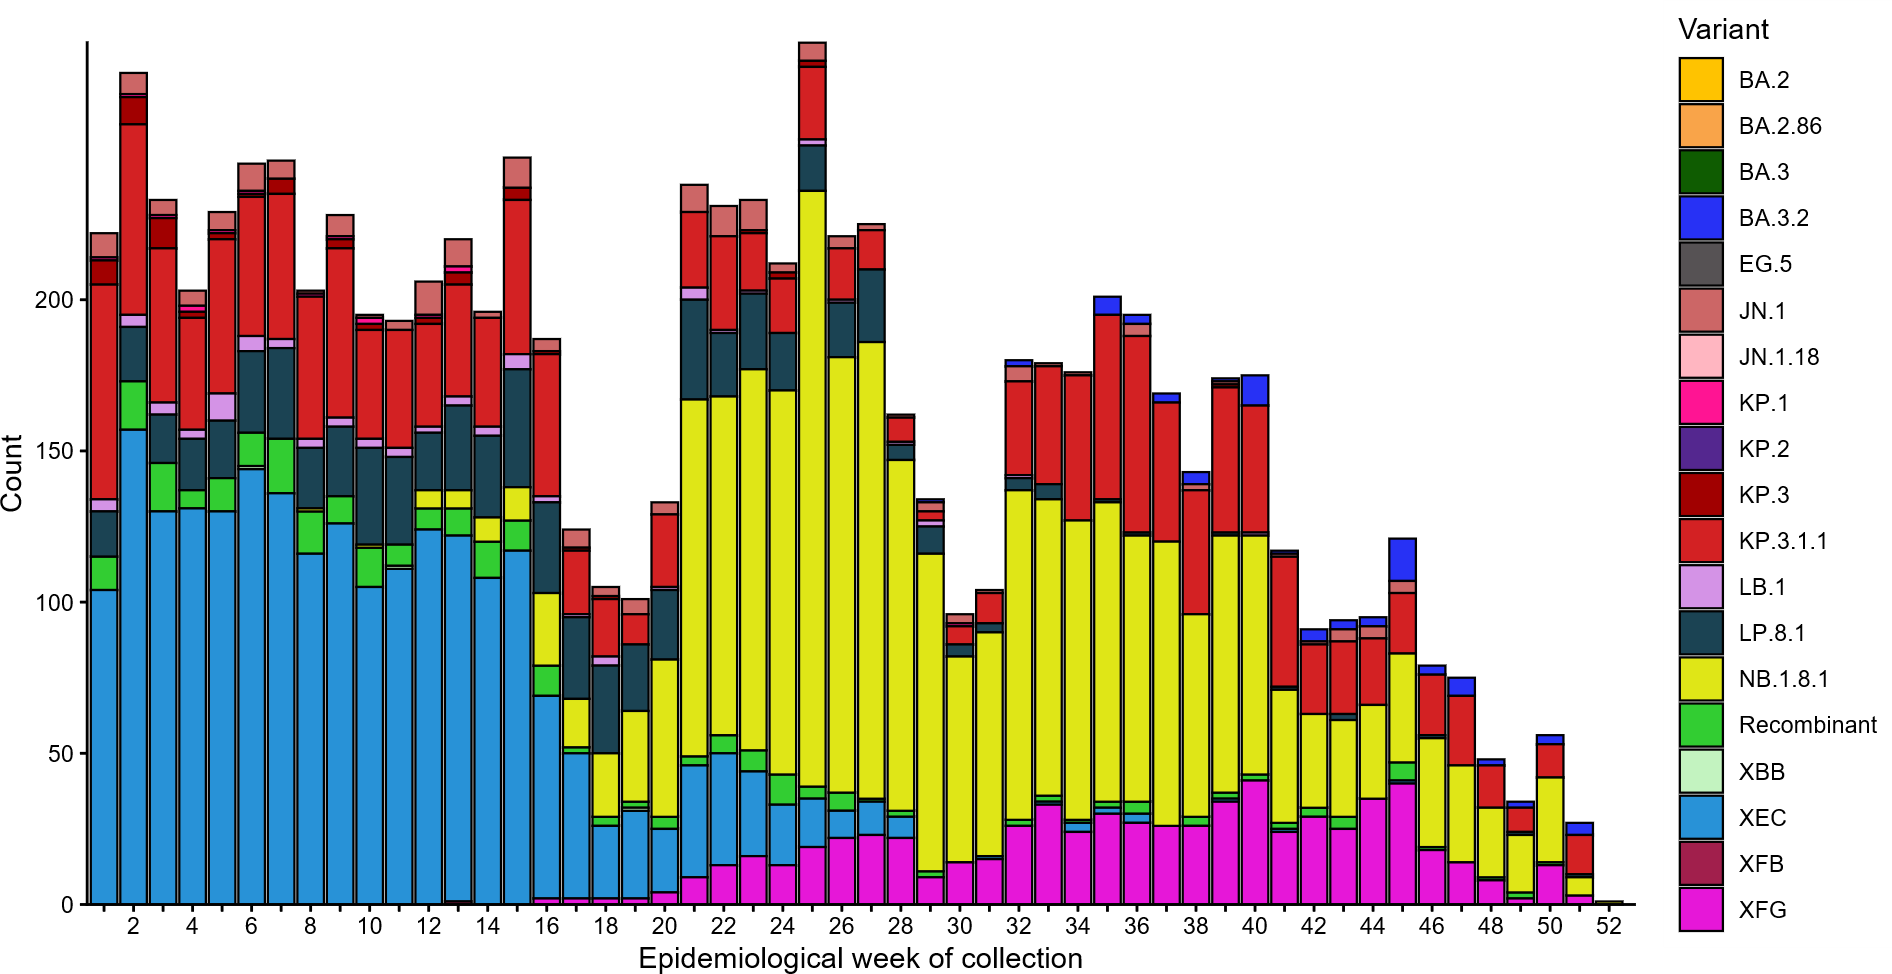 Variant
BA.2
BA.2.86
BA.3
BA.3.2
EG.5
JN.1
JN.1.18
KP.1
KP.2
KP.3
KP.3.1.1
LB.1
LP.8.1
NB.1.8.1
Recombinant
XBB
XEC
XFB
XFG
Count
200
150
100
50
0
2 4 6 8 10 12 14 16 18 20 22 24 26 28 30 32 34 36 38 40 42 44 46 48 50 52
Epidemiological week of collection